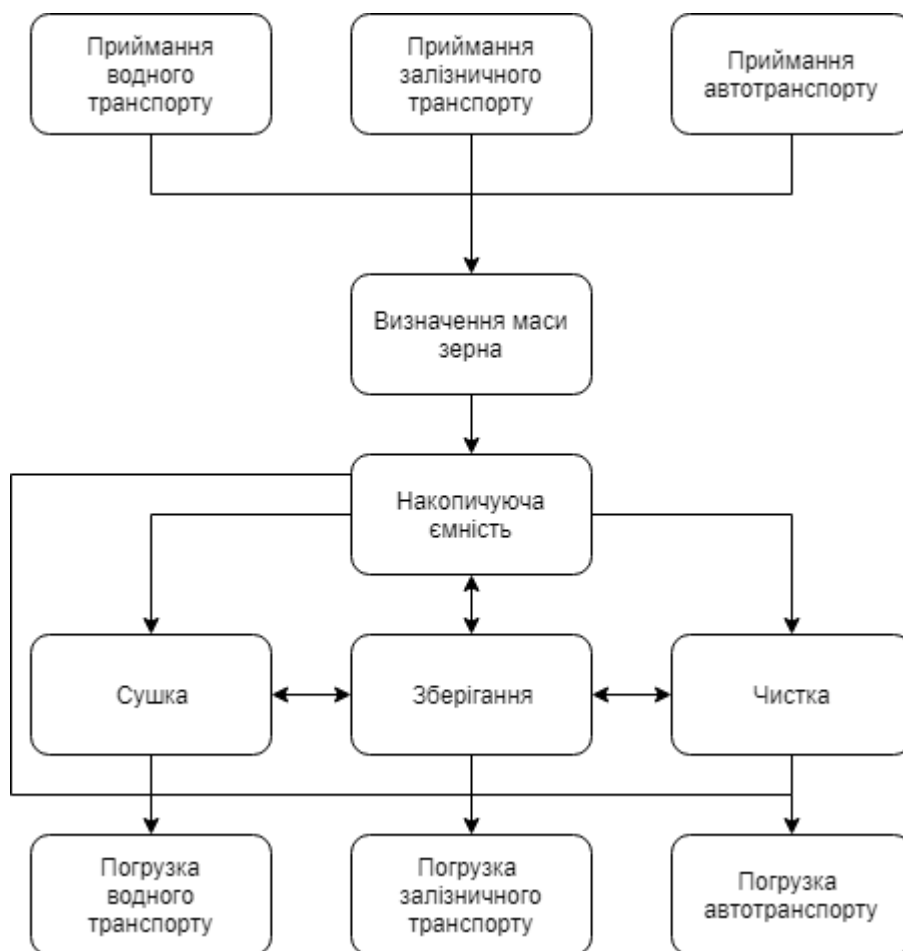 Приймання
водного
транспорту
Приймання
залізничного
транспорту
Приймання
автотранспорту
Визначення маси
зерна
Накопичуюча
ємність
Сушка
Зберігання
Чистка
Погрузка
водного
транспорту
Погрузка
залізничного
транспорту
Погрузка
автотранспорту